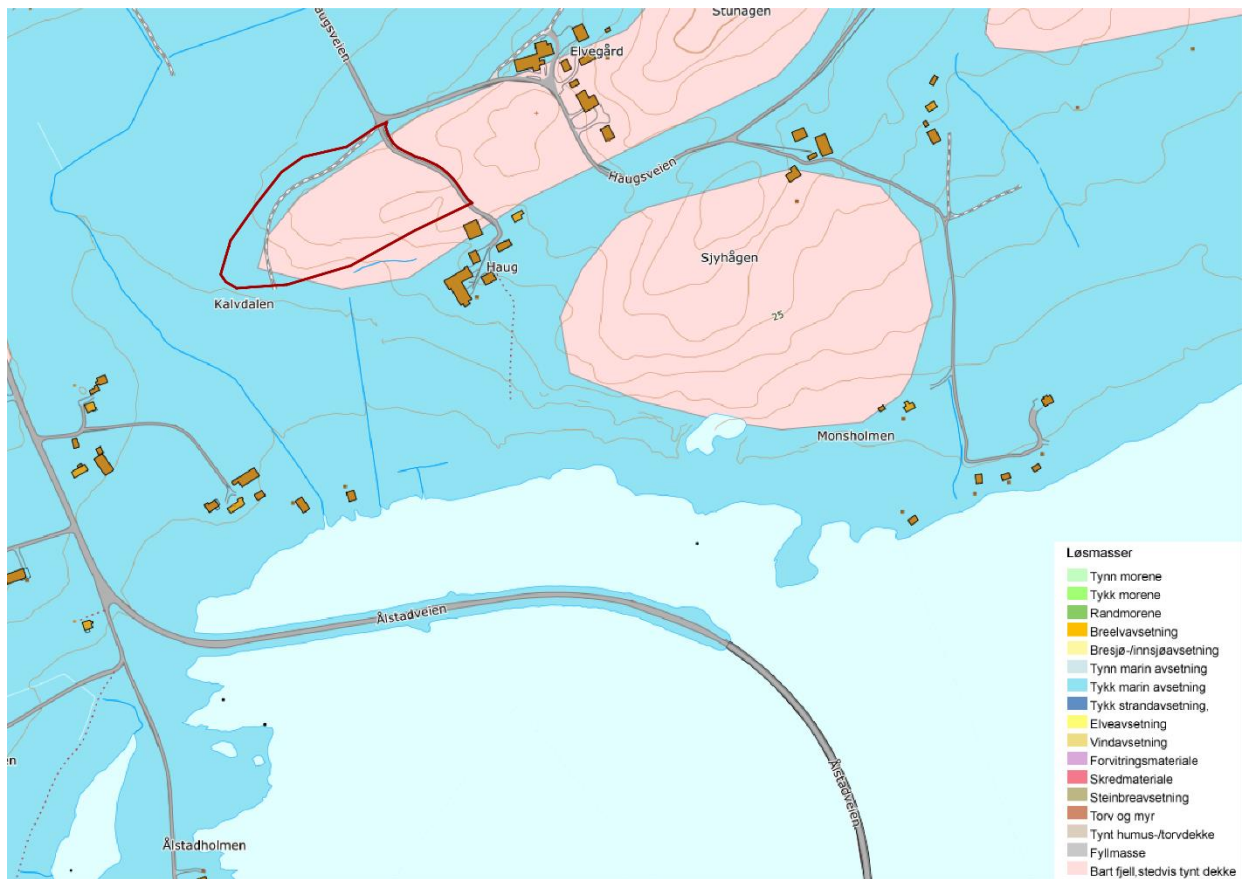 Stuhagen
Haugsveien
Elvegård
Haugsveien
Sjyhågen
Haug
Kalvdalen
25
Monsholmen
Ålstadveien
Ålstadveien
Ålstadholmen
en
Løsmasser
Tynn morene
Tykk morene
Randmorene
Breelvavsetning
Bresjø-/innsjøavsetning
Tynn marin avsetning
Tykk marin avsetning
Tykk strandavsetning,
Elveavsetning
Vindavsetning
Forvitringsmateriale
Skredmateriale
Steinbreavsetning
Torv og myr
Tynt humus-/torvdekke
Fyllmasse
Bart fjell,stedvis tynt dekke